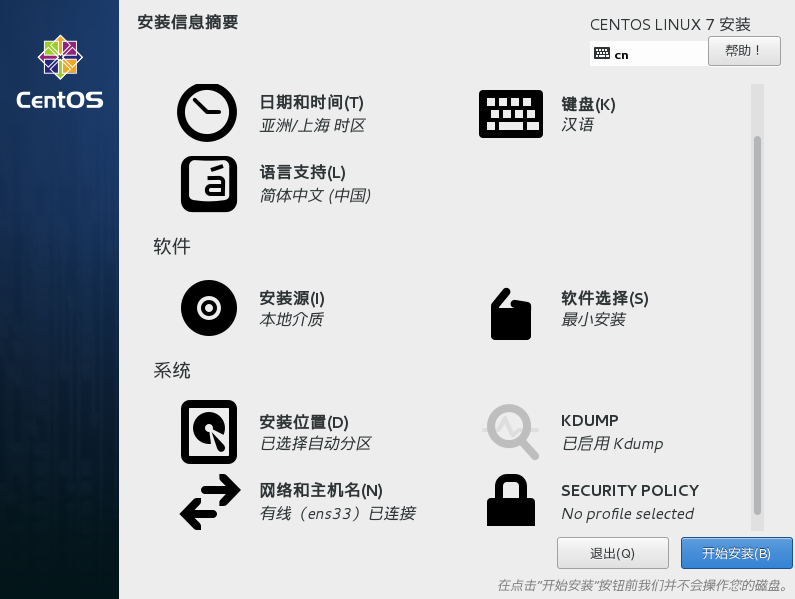 安装信息摘要
CENTOS LINUX 7 安装
cn
帮助！
CentOS
日期和时间(T)
亚洲/上海 时区
键盘(K)
汉语
语言支持(L)
简体中文 (中国)
软件
安装源(I)
本地介质
软件选择(S)
最小安装
系统
安装位置(D)
已选择自动分区
KDUMP
已启用 Kdump
网络和主机名(N)
有线（ens33）已连接
SECURITY POLICY
No profile selected
退出(Q)
开始安装(B)
在点击"开始安装"按钮前我们并不会操作您的磁盘。